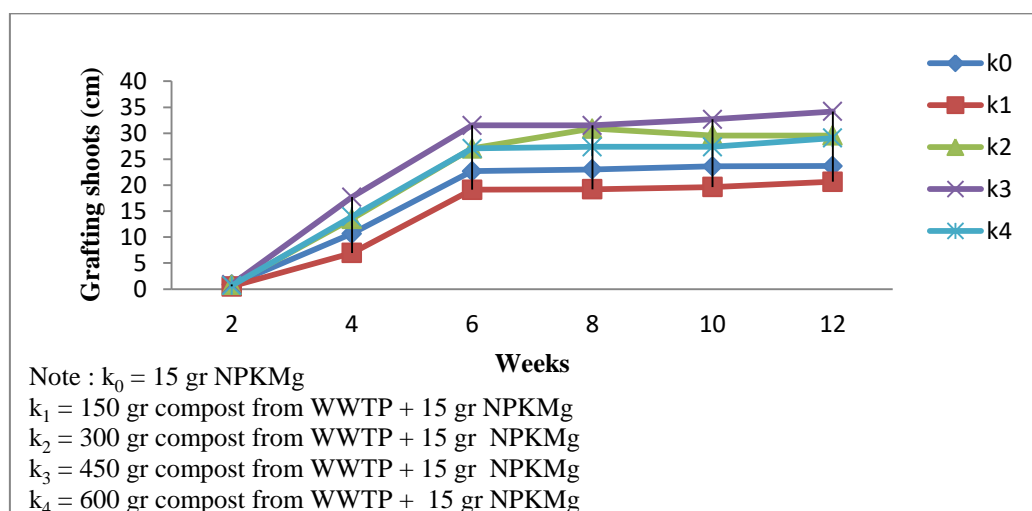 Grafting shoots (cm)
40
35
30
25
20
15
10
5
0
2 4 6 8 10 12
Weeks
k0
k1
k2
k3
k4
Note : k₀ = 15 gr NPKMg
k₁ = 150 gr compost from WWTP + 15 gr NPKMg
k₂ = 300 gr compost from WWTP + 15 gr NPKMg
k₃ = 450 gr compost from WWTP + 15 gr NPKMg
k₄ = 600 gr compost from WWTP + 15 gr NPKMg